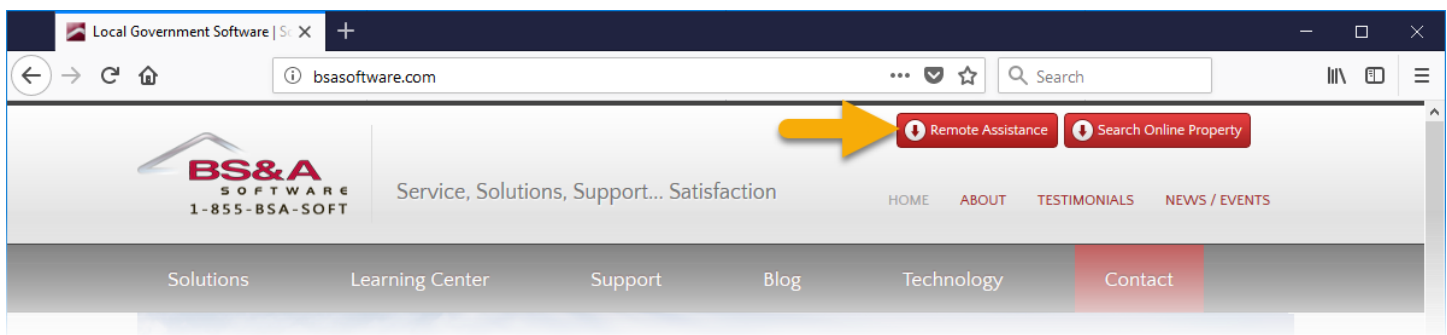 Local Government Software | So
bsasoftware.com
Search
Remote Assistance
Search Online Property
BS&A
SOFTWARE
1-855-BSA-SOFT
Service, Solutions, Support... Satisfaction
HOME ABOUT TESTIMONIALS NEWS / EVENTS
Solutions Learning Center Support Blog Technology Contact